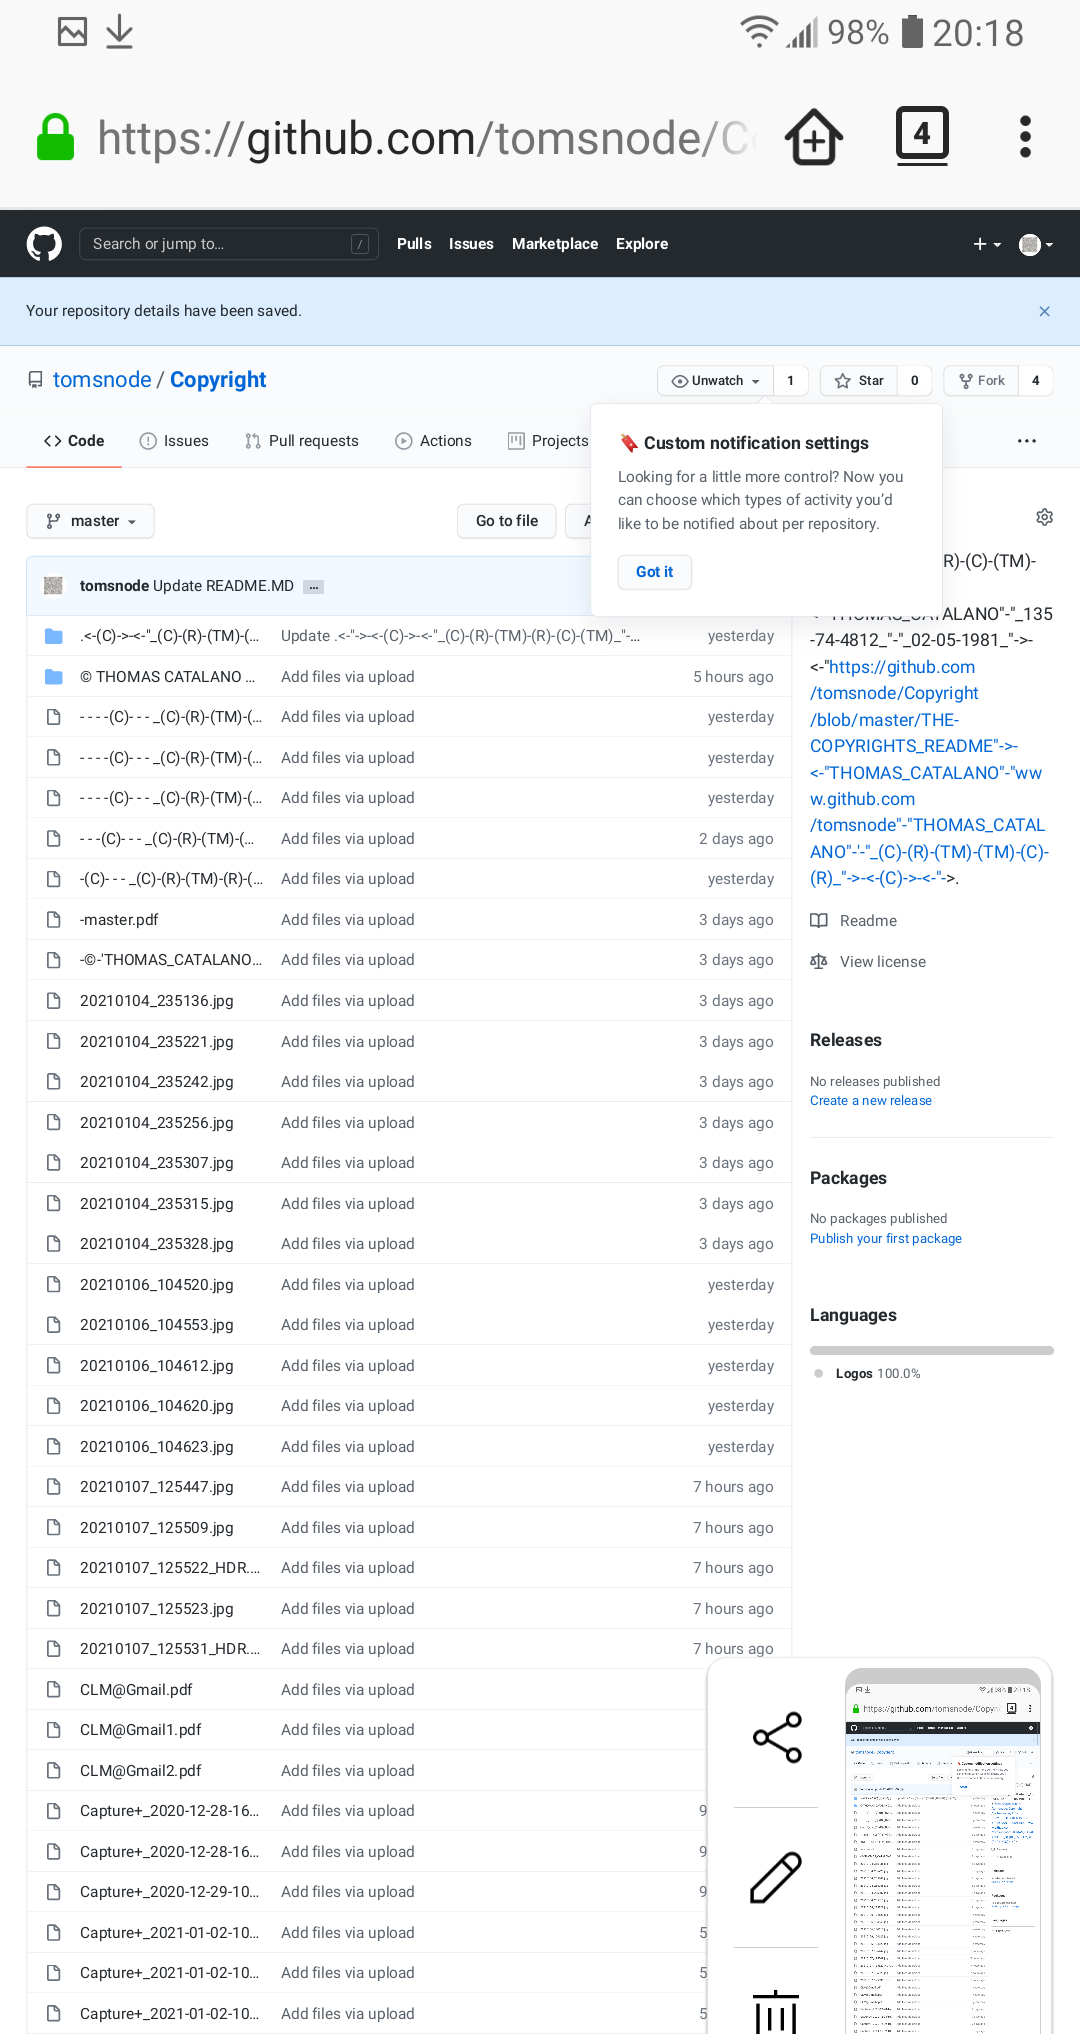 98% 20:18
https://github.com/tomsnode/Co
4
Search or jump to… /
Pulls Issues Marketplace Explore
Your repository details have been saved.
tomsnode / Copyright
Unwatch 1 Star 0 Fork 4
Code Issues Pull requests Actions Projects
Custom notification settings
Looking for a little more control? Now you
can choose which types of activity you’d
like to be notified about per repository.
Got it
master Go to file
tomsnode Update README.MD …
.<-(C)->-<-"_(C)-(R)-(TM)-(… Update .<-"->-<-(C)->-<-"_(C)-(R)-(TM)-(R)-(C)-(TM)_"-… yesterday
© THOMAS CATALANO … Add files via upload 5 hours ago
- - - -(C)- - - _(C)-(R)-(TM)-(… Add files via upload yesterday
- - - -(C)- - - _(C)-(R)-(TM)-(… Add files via upload yesterday
- - - -(C)- - - _(C)-(R)-(TM)-(… Add files via upload yesterday
- - -(C)- - - _(C)-(R)-(TM)-(… Add files via upload 2 days ago
-(C)- - - _(C)-(R)-(TM)-(R)-(… Add files via upload yesterday
-master.pdf Add files via upload 3 days ago
-©-'THOMAS_CATALANO… Add files via upload 3 days ago
20210104_235136.jpg Add files via upload 3 days ago
20210104_235221.jpg Add files via upload 3 days ago
20210104_235242.jpg Add files via upload 3 days ago
20210104_235256.jpg Add files via upload 3 days ago
20210104_235307.jpg Add files via upload 3 days ago
20210104_235315.jpg Add files via upload 3 days ago
20210104_235328.jpg Add files via upload 3 days ago
20210106_104520.jpg Add files via upload yesterday
20210106_104553.jpg Add files via upload yesterday
20210106_104612.jpg Add files via upload yesterday
20210106_104620.jpg Add files via upload yesterday
20210106_104623.jpg Add files via upload yesterday
20210107_125447.jpg Add files via upload 7 hours ago
20210107_125509.jpg Add files via upload 7 hours ago
20210107_125522_HDR.… Add files via upload 7 hours ago
20210107_125523.jpg Add files via upload 7 hours ago
20210107_125531_HDR.… Add files via upload 7 hours ago
CLM@Gmail.pdf Add files via upload
CLM@Gmail1.pdf Add files via upload
CLM@Gmail2.pdf Add files via upload
Capture+_2020-12-28-16… Add files via upload 9
Capture+_2020-12-28-16… Add files via upload 9
Capture+_2020-12-29-10… Add files via upload 9
Capture+_2021-01-02-10… Add files via upload 5
Capture+_2021-01-02-10… Add files via upload 5
Capture+_2021-01-02-10… Add files via upload 5
R)-(C)-(TM)-
<-"THOMAS_CATALANO"-"_135
-74-4812_"-"_02-05-1981_"->-
<-"https://github.com
/tomsnode/Copyright
/blob/master/THE-
COPYRIGHTS_README"->-
<-"THOMAS_CATALANO"-"ww
w.github.com
/tomsnode"-"THOMAS_CATAL
ANO"-'-"_(C)-(R)-(TM)-(TM)-(C)-
(R)_"->-<-(C)->-<-"->.
Readme
View license
Releases
No releases published
Create a new release
Packages
No packages published
Publish your first package
Languages
Logos 100.0%
https://github.com/tomsnode/Copyri